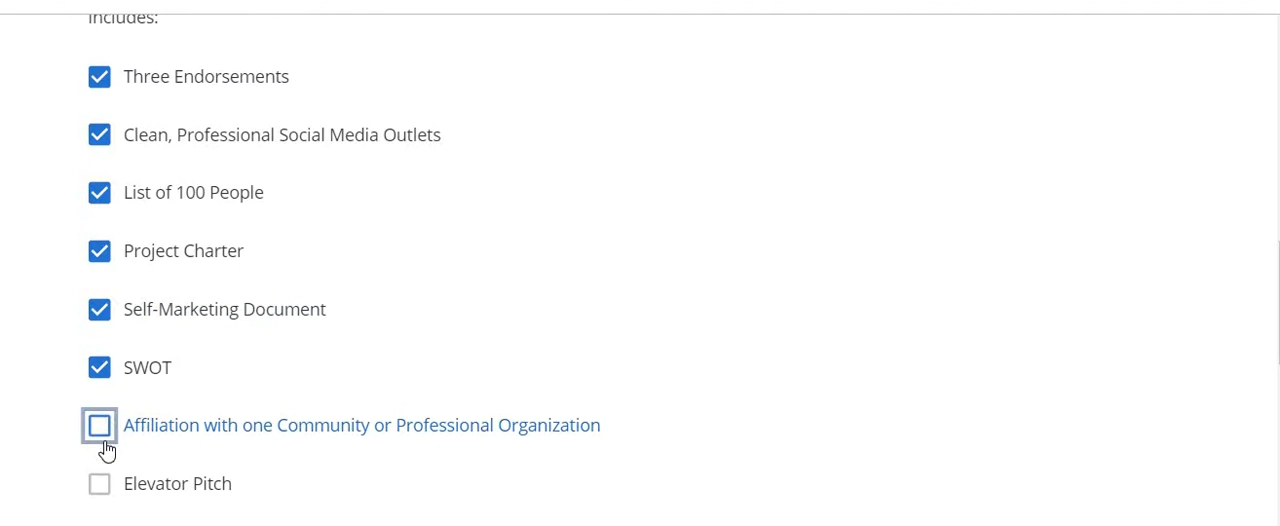 includes:
Three Endorsements
Clean, Professional Social Media Outlets
List of 100 People
Project Charter
Self-Marketing Document
SWOT
Affiliation with one Community or Professional Organization
Elevator Pitch